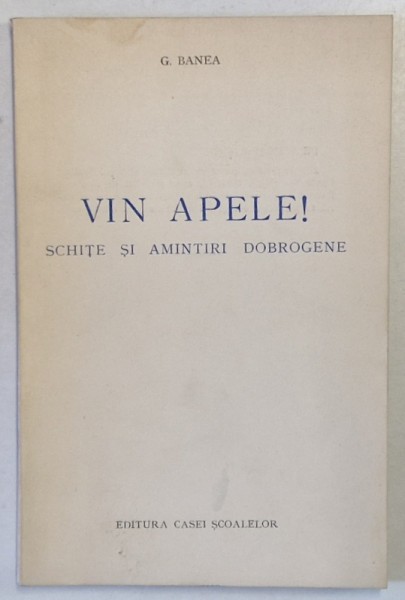 G. BANEA
VIN APELE!
SCHIȚE ȘI AMINTIRI DOBROGENE
EDITURA CASEI ȘCOALELOR